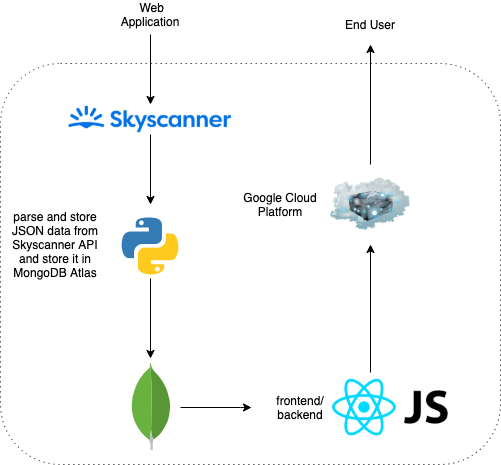 Web
Application
End User
Skyscanner
Google Cloud
Platform
parse and store
JSON data from
Skyscanner API
and store it in
MongoDB Atlas
frontend/
backend
JS